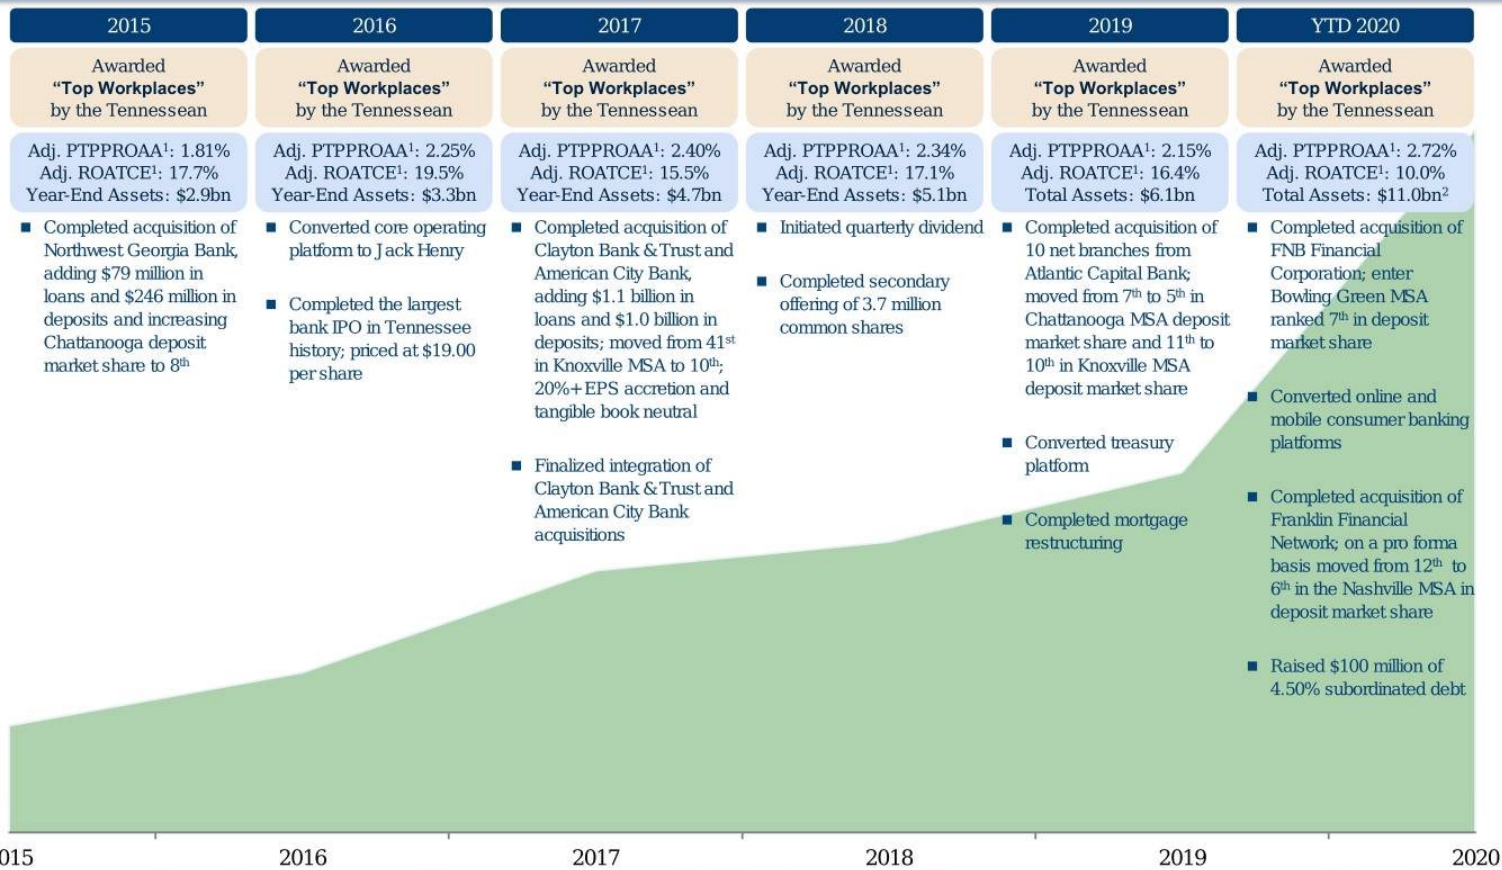 2015
Awarded
“Top Workplaces”
by the Tennessean
Adj. PTPPROAA¹: 1.81%
Adj. ROATCE¹: 17.7%
Year-End Assets: $2.9bn
■ Completed acquisition of
Northwest Georgia Bank,
adding $79 million in
loans and $246 million in
deposits and increasing
Chattanooga deposit
market share to 8th
2016
Awarded
“Top Workplaces”
by the Tennessean
Adj. PTPPROAA¹: 2.25%
Adj. ROATCE¹: 19.5%
Year-End Assets: $3.3bn
■ Converted core operating
platform to Jack Henry
■ Completed the largest
bank IPO in Tennessee
history; priced at $19.00
per share
2017
Awarded
“Top Workplaces”
by the Tennessean
Adj. PTPPROAA¹: 2.40%
Adj. ROATCE¹: 15.5%
Year-End Assets: $4.7bn
■ Completed acquisition of
Clayton Bank & Trust and
American City Bank,
adding $1.1 billion in
loans and $1.0 billion in
deposits; moved from 41st
in Knoxville MSA to 10th;
20%+ EPS accretion and
tangible book neutral
■ Finalized integration of
Clayton Bank & Trust and
American City Bank
acquisitions
2018
Awarded
“Top Workplaces”
by the Tennessean
Adj. PTPPROAA¹: 2.34%
Adj. ROATCE¹: 17.1%
Year-End Assets: $5.1bn
■ Initiated quarterly dividend
■ Completed secondary
offering of 3.7 million
common shares
2019
Awarded
“Top Workplaces”
by the Tennessean
Adj. PTPPROAA¹: 2.15%
Adj. ROATCE¹: 16.4%
Total Assets: $6.1bn
■ Completed acquisition of
10 net branches from
Atlantic Capital Bank;
moved from 7th to 5th in
Chattanooga MSA deposit
market share and 11th to
10th in Knoxville MSA
deposit market share
■ Converted treasury
platform
■ Completed mortgage
restructuring
YTD 2020
Awarded
“Top Workplaces”
by the Tennessean
Adj. PTPPROAA¹: 2.72%
Adj. ROATCE¹: 10.0%
Total Assets: $11.0bn²
■ Completed acquisition of
FNB Financial
Corporation; enter
Bowling Green MSA
ranked 7th in deposit
market share
■ Converted online and
mobile consumer banking
platforms
■ Completed acquisition of
Franklin Financial
Network; on a pro forma
basis moved from 12th to
6th in the Nashville MSA in
deposit market share
■ Raised $100 million of
4.50% subordinated debt
015
2016
2017
2018
2019
2020